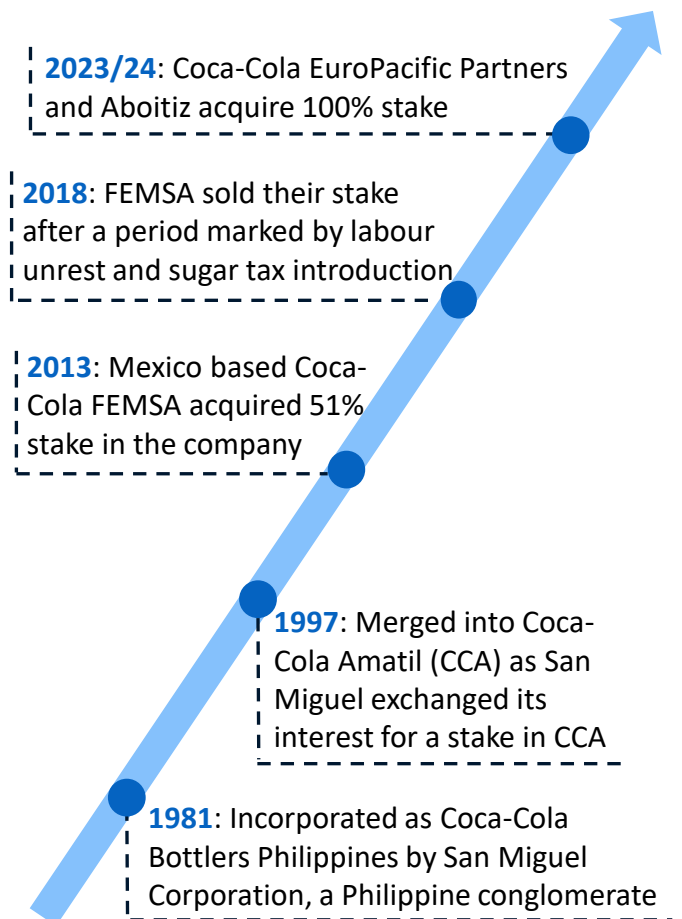 2023/24: Coca-Cola EuroPacific Partners
and Aboitiz acquire 100% stake
2018: FEMSA sold their stake
after a period marked by labour
unrest and sugar tax introduction
2013: Mexico based Coca-
Cola FEMSA acquired 51%
stake in the company
1997: Merged into Coca-
Cola Amatil (CCA) as San
Miguel exchanged its
interest for a stake in CCA
1981: Incorporated as Coca-Cola
Bottlers Philippines by San Miguel
Corporation, a Philippine conglomerate